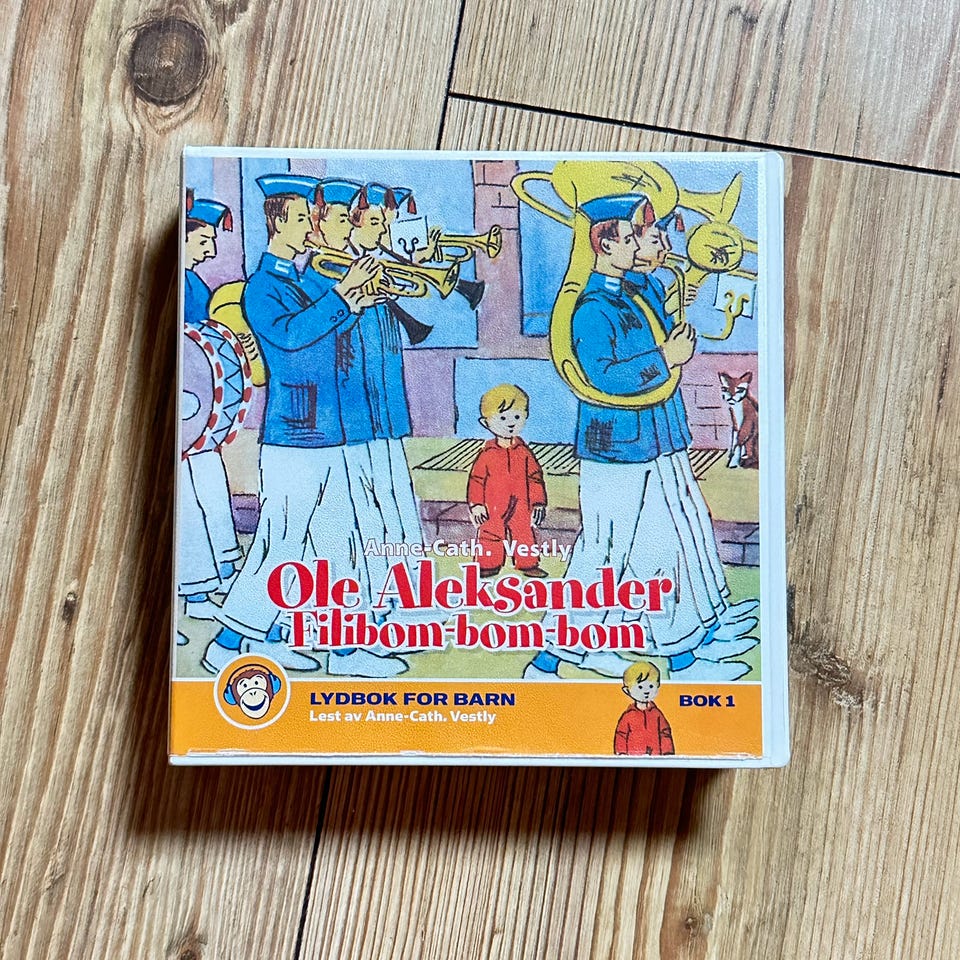 Anne-Cath. Vestly
Ole Aleksander
Filibom-bom-bom
LYDBOK FOR BARN
Lest av Anne-Cath. Vestly
BOK 1